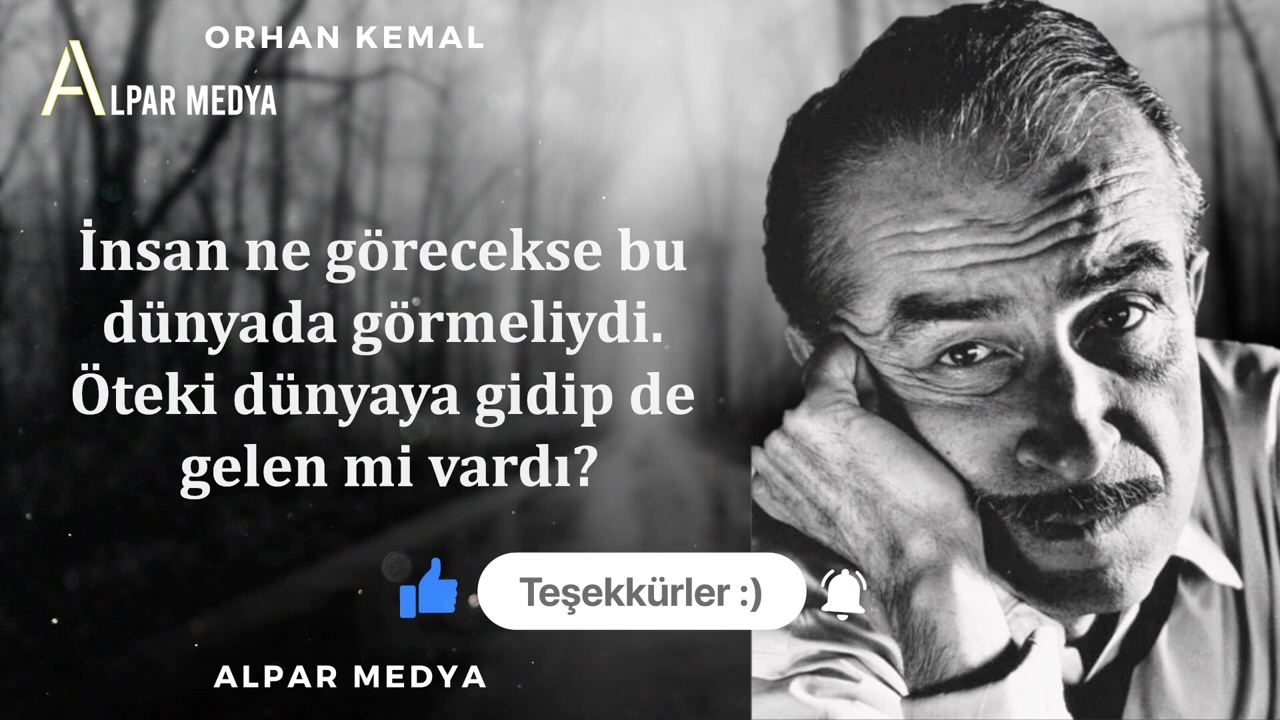 ORHAN KEMAL
ALPAR MEDYA
İnsan ne görecekse bu
dünyada görmeliydi.
Öteki dünyaya gidip de
gelen mi vardı?
Teşekkürler :)
ALPAR MEDYA